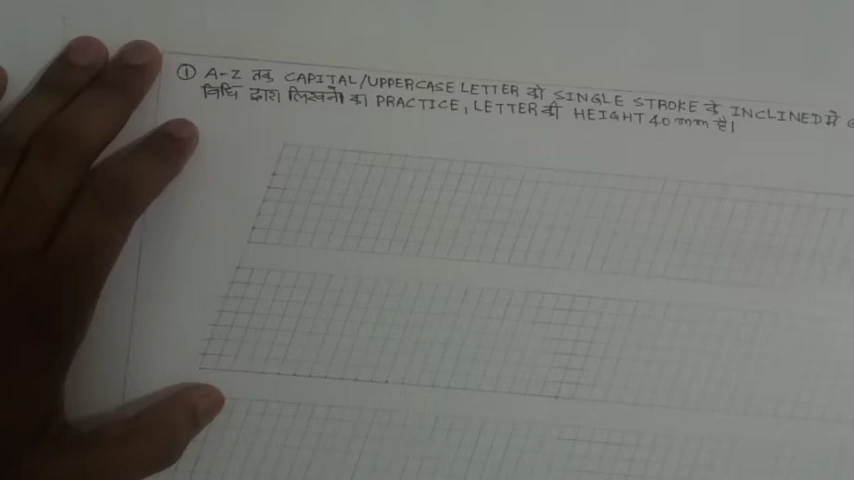 ① A-Z तक CAPITAL/UPPERCASE LETTER को SINGLE STROKE के INCLINED में
विधि द्वारा लिखने का PRACTICE, LETTER की HEIGHT 40 mm है।